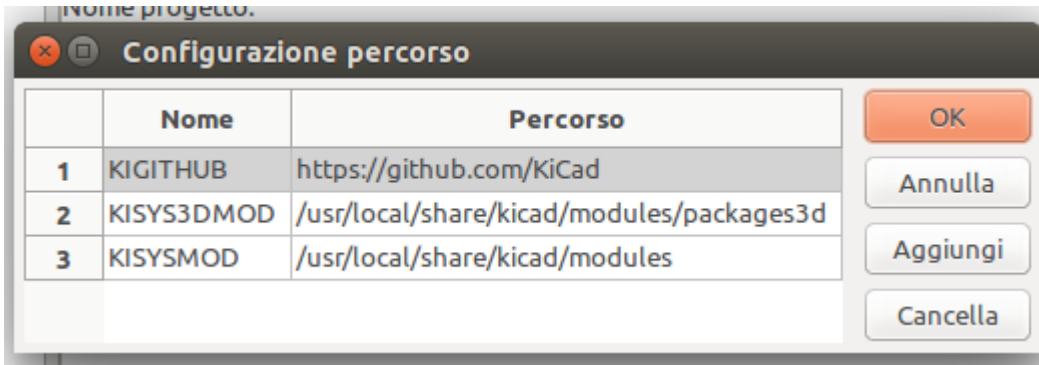 Nome progetto:
Configurazione percorso
Nome Percorso
OK
1 KIGITHUB https://github.com/KiCad
Annulla
2 KISYS3DMOD /usr/local/share/kicad/modules/packages3d
3 KISYSMOD /usr/local/share/kicad/modules
Aggiungi
Cancella